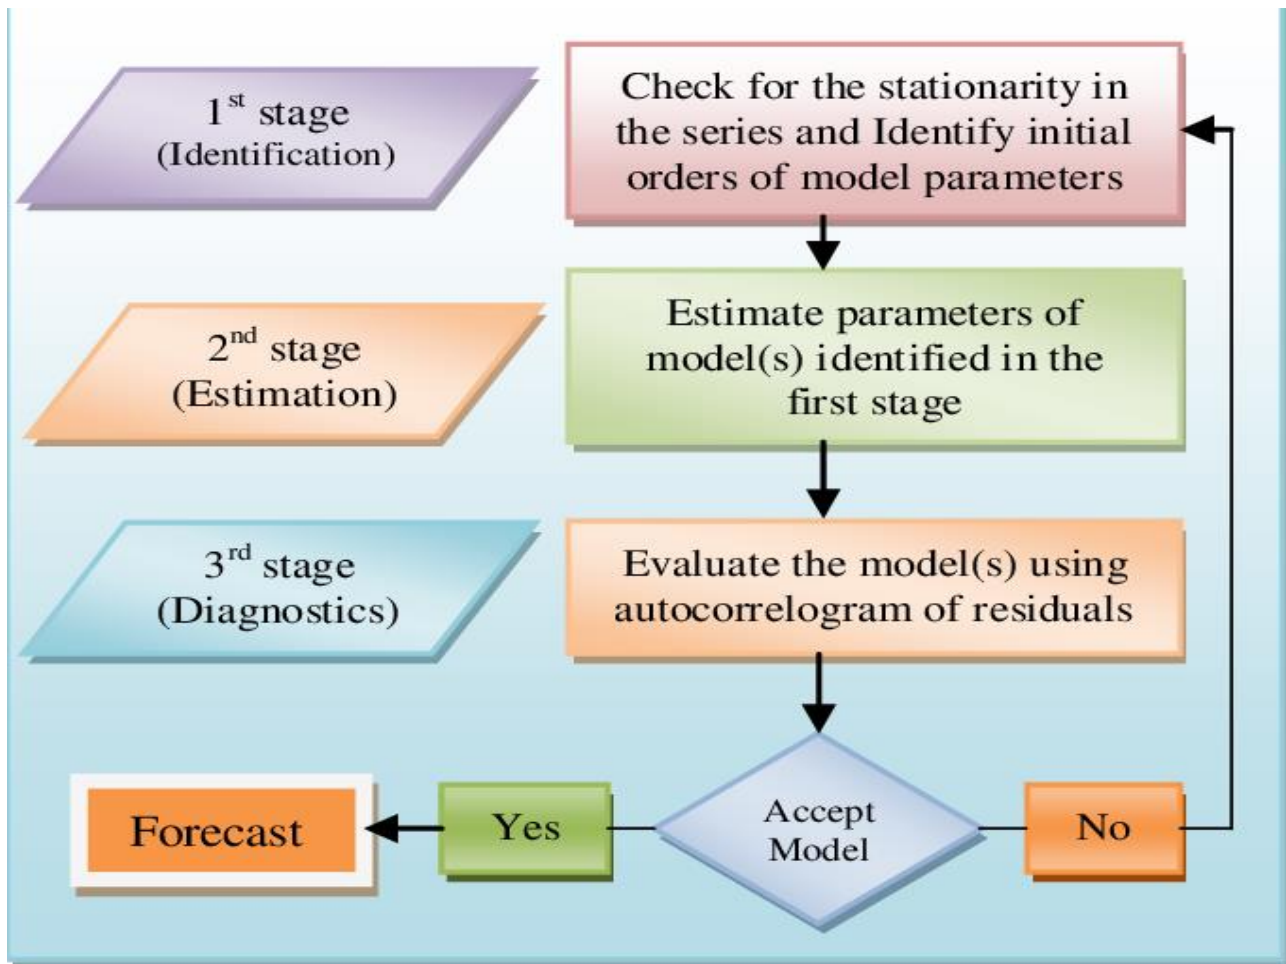 1st stage
(Identification)
Check for the stationarity in
the series and Identify initial
orders of model parameters
2nd stage
(Estimation)
Estimate parameters of
model(s) identified in the
first stage
3rd stage
(Diagnostics)
Evaluate the model(s) using
autocorrelogram of residuals
Forecast
Yes
Accept
Model
No